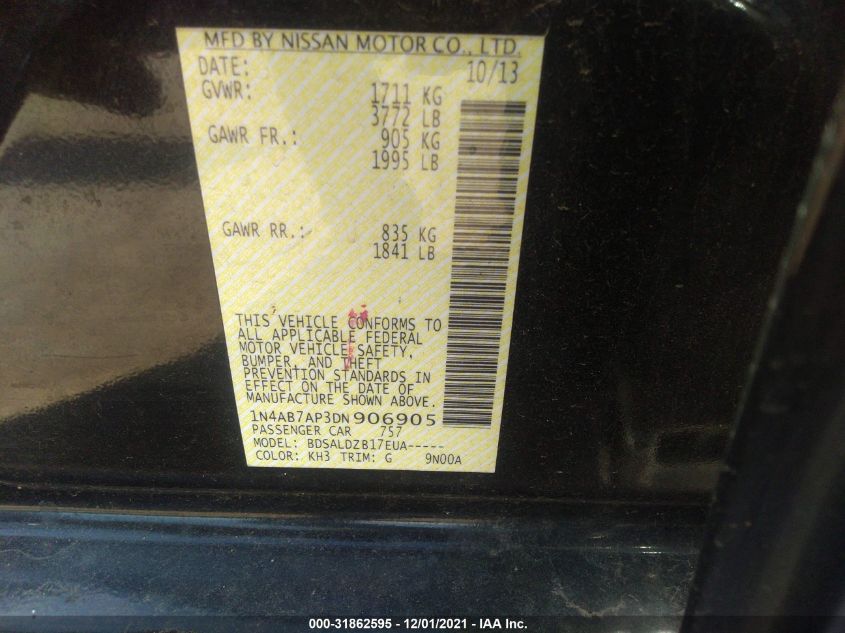 MFD BY NISSAN MOTOR CO., LTD.
DATE: 10/13
GVWR: 1711 KG
3772 LB
GAWR FR.: 905 KG
1995 LB
GAWR RR.: 835 KG
1841 LB
THIS VEHICLE CONFORMS TO
ALL APPLICABLE FEDERAL
MOTOR VEHICLE SAFETY,
BUMPER, AND THEFT
PREVENTION STANDARDS IN
EFFECT ON THE DATE OF
MANUFACTURE SHOWN ABOVE.
1N4AB7AP3DN906905
PASSENGER CAR 757
MODEL: BDSALDZB17EUA-----
COLOR: KH3 TRIM: G 9N00A
000-31862595 - 12/01/2021 - IAA Inc.